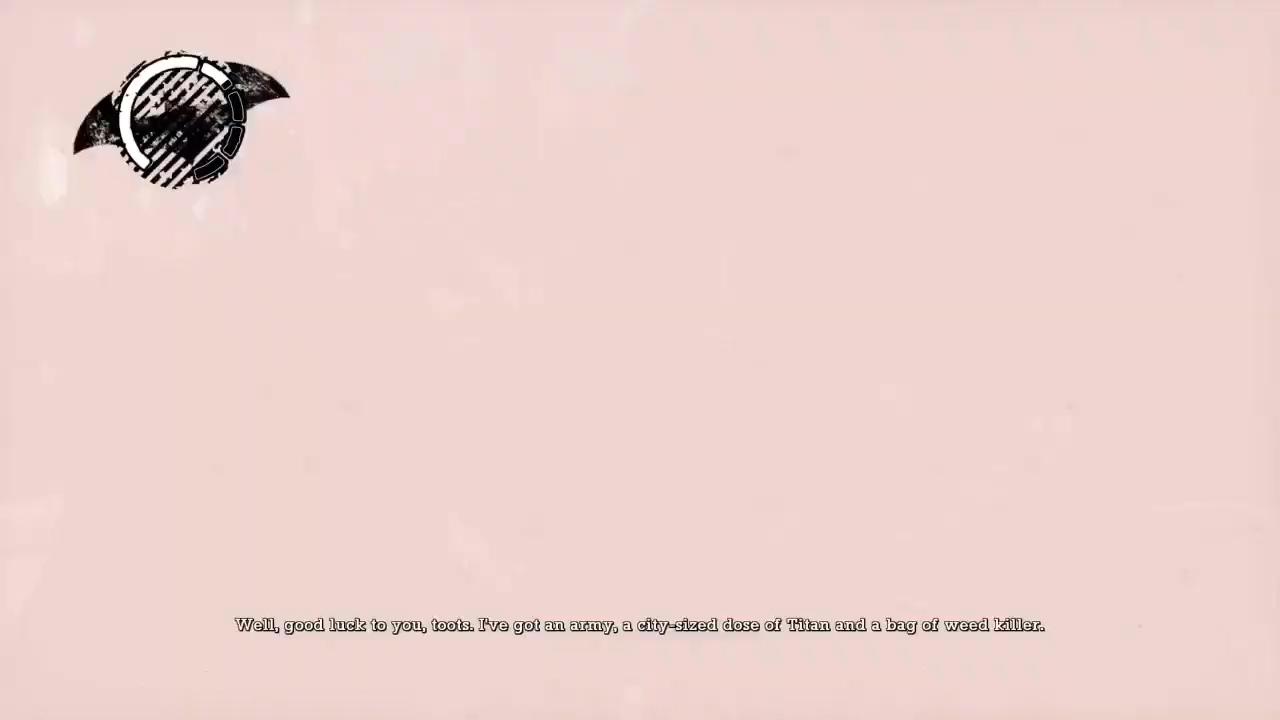 Well, good luck to you, toots. I've got an army, a city-sized dose of Titan and a bag of weed killer.